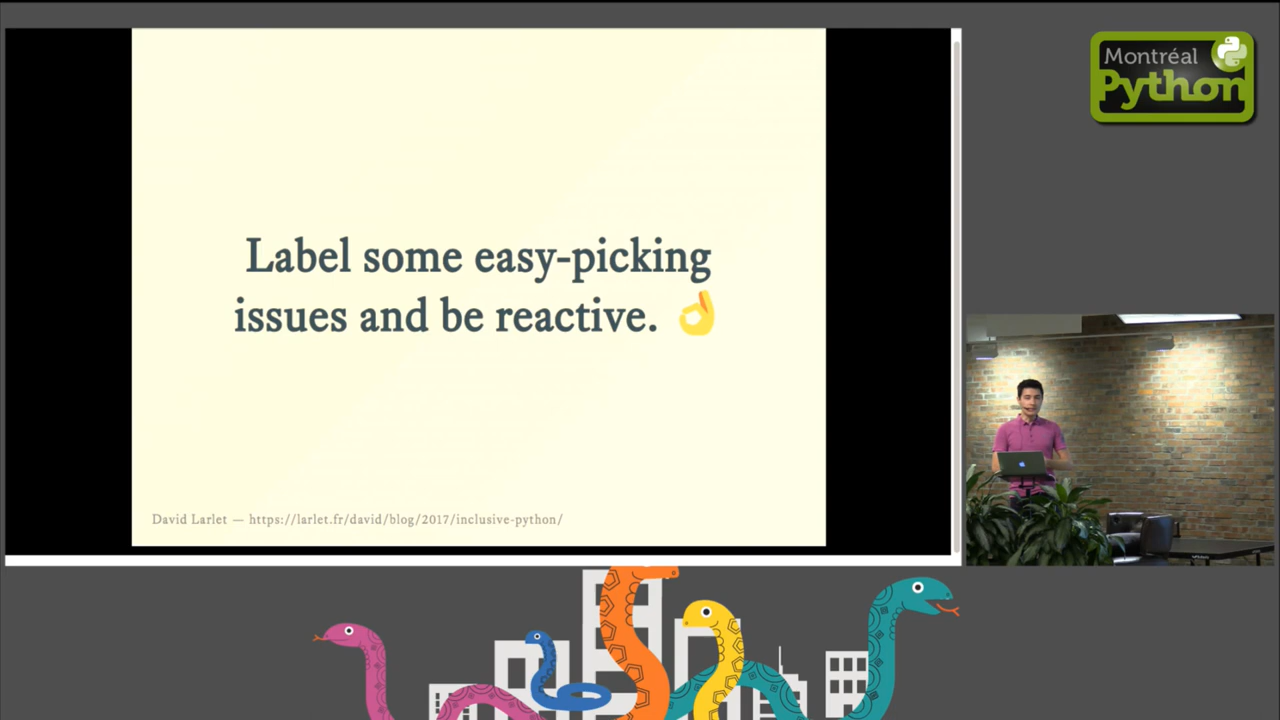 Montréal
Python
Label some easy-picking
issues and be reactive. 👌
David Larlet — https://larlet.fr/david/blog/2017/inclusive-python/